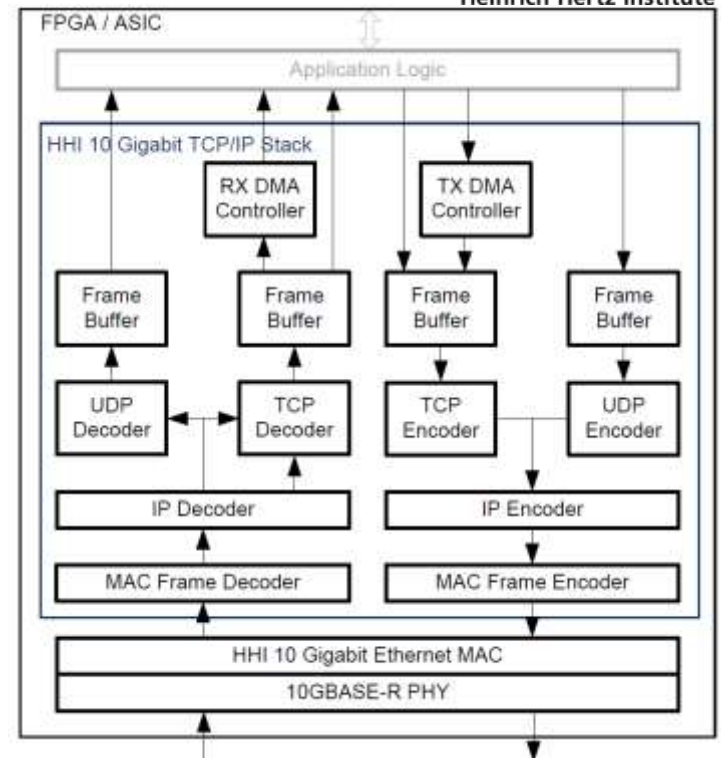 Heinrich Hertz Institute
FPGA / ASIC
Application Logic
HHI 10 Gigabit TCP/IP Stack
RX DMA
Controller
TX DMA
Controller
Frame
Buffer
Frame
Buffer
Frame
Buffer
Frame
Buffer
UDP
Decoder
TCP
Decoder
TCP
Encoder
UDP
Encoder
IP Decoder
IP Encoder
MAC Frame Decoder
MAC Frame Encoder
HHI 10 Gigabit Ethernet MAC
10GBASE-R PHY